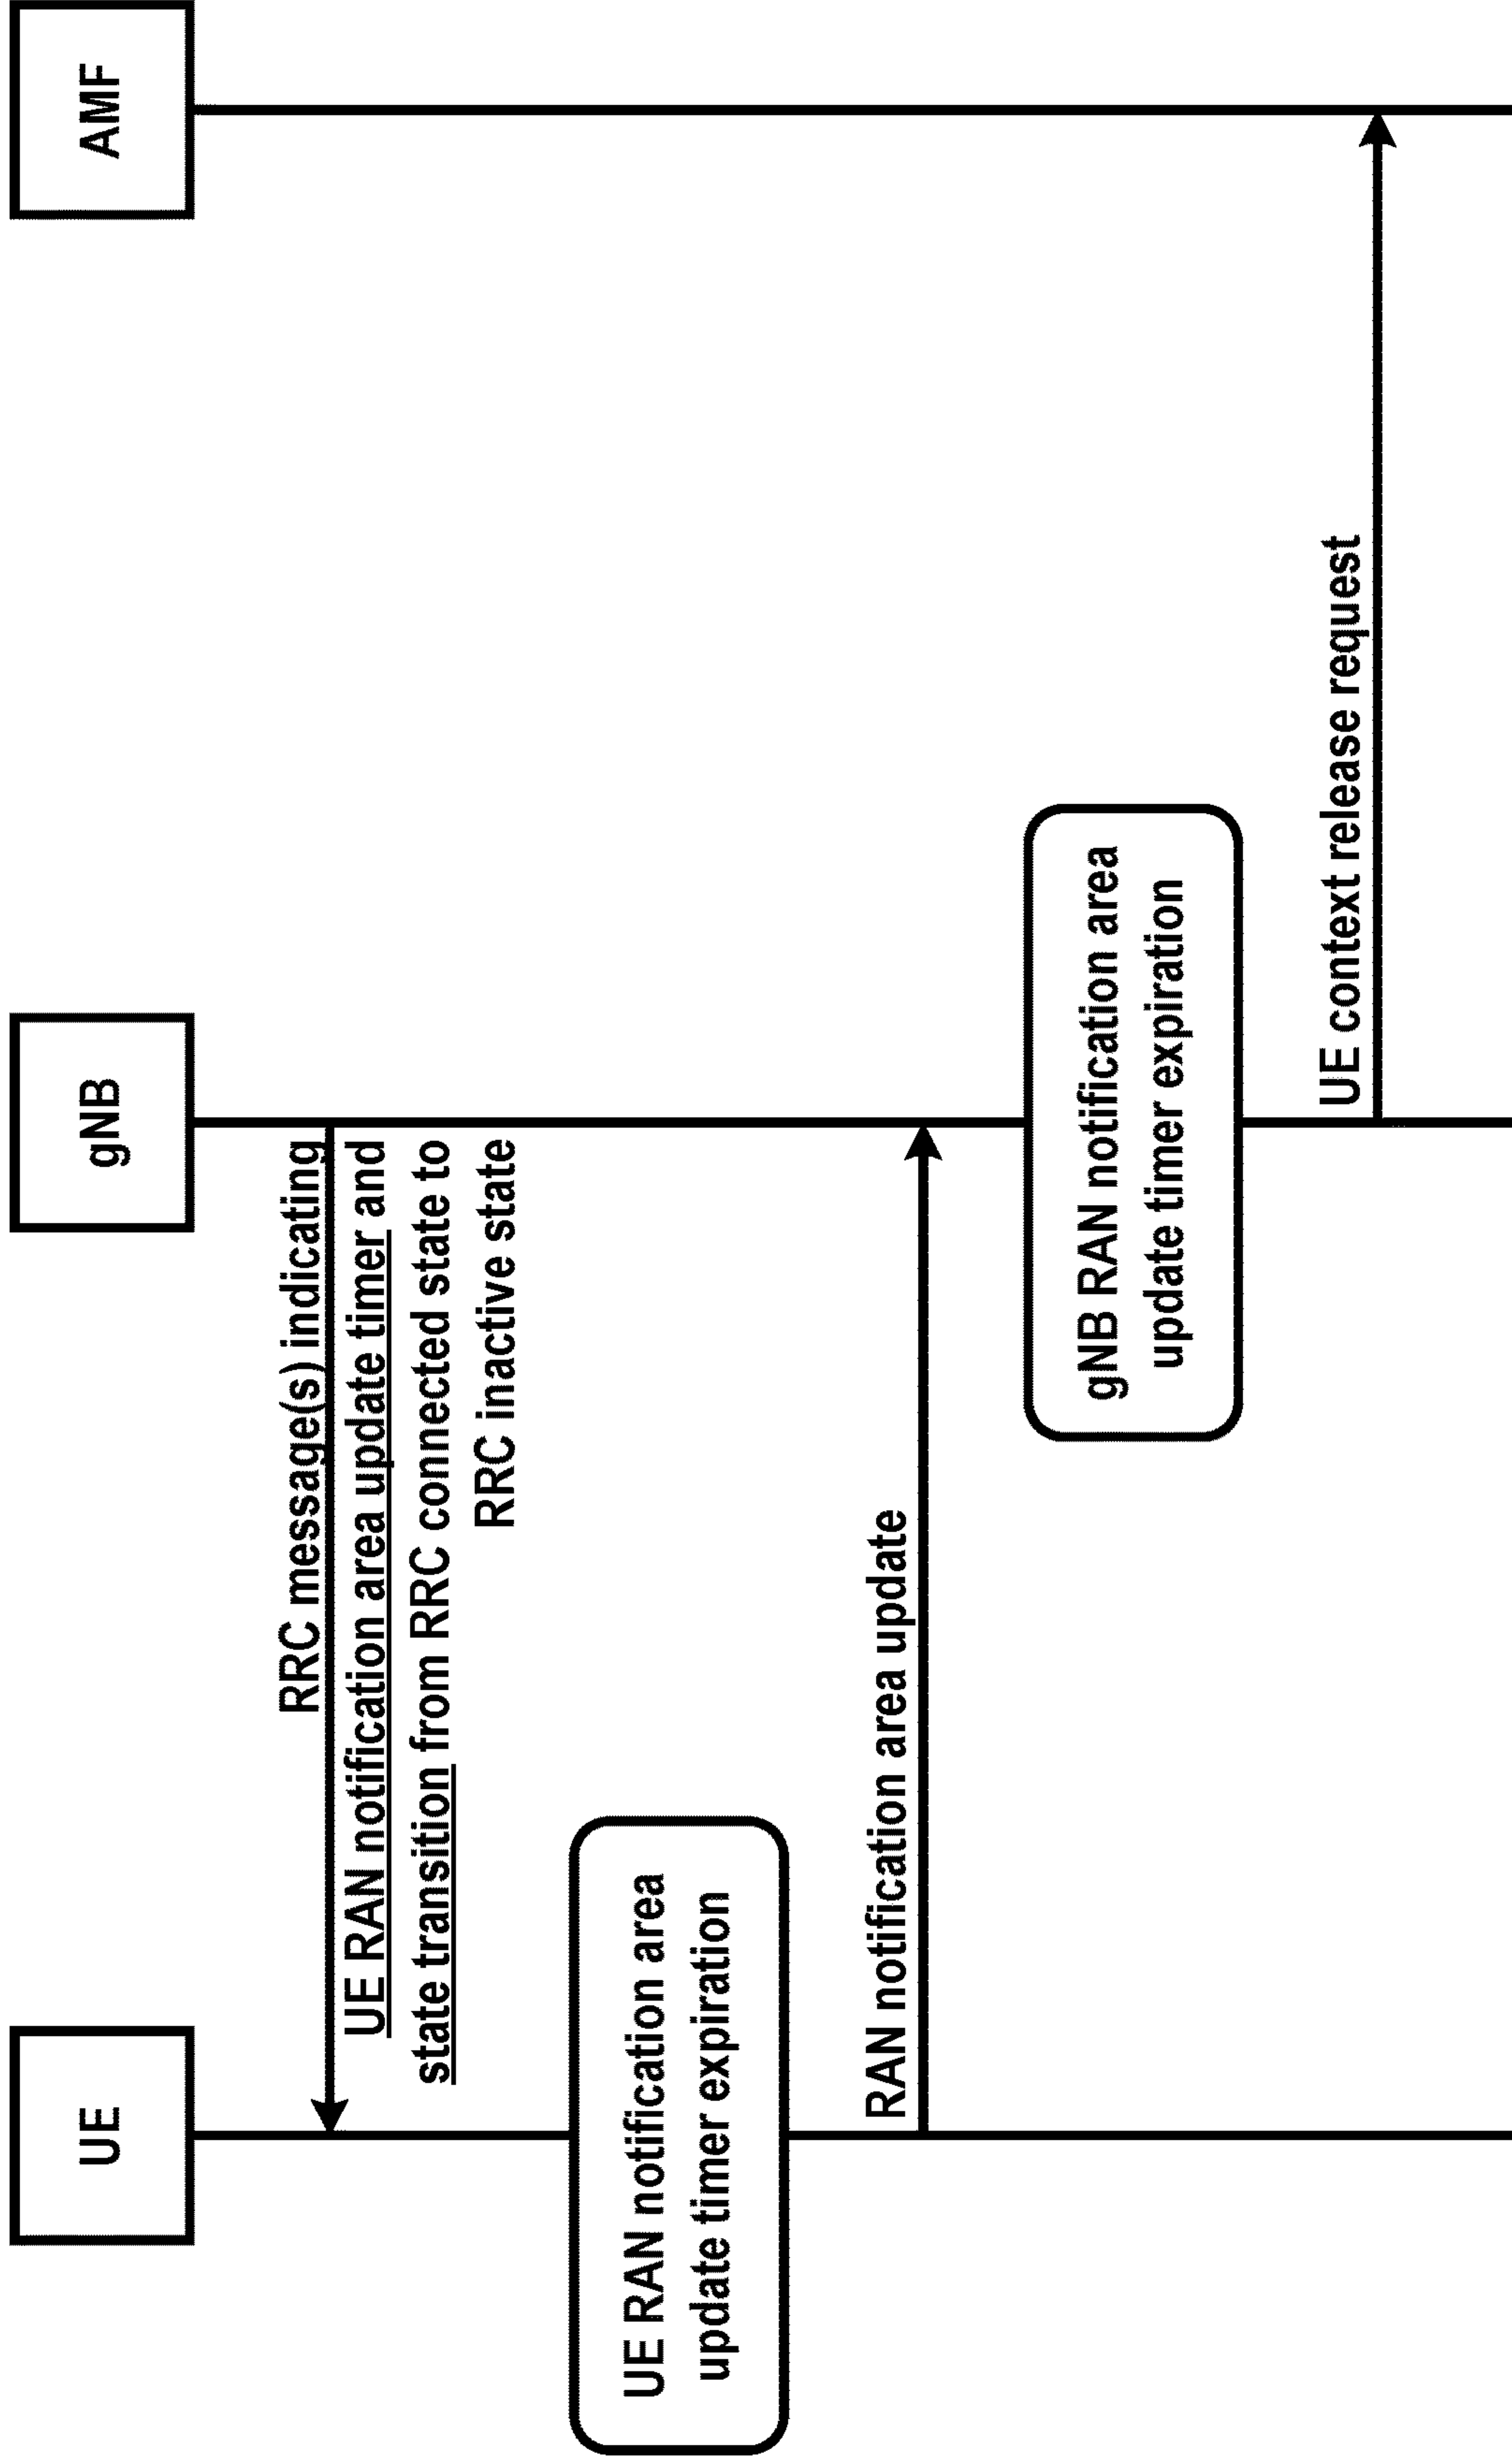 UE
gNB
AMF
RRC message(s) indicating
UE RAN notification area update timer and
state transition from RRC connected state to
RRC inactive state
UE RAN notification area
update timer expiration
RAN notification area update
gNB RAN notification area
update timer expiration
UE context release request